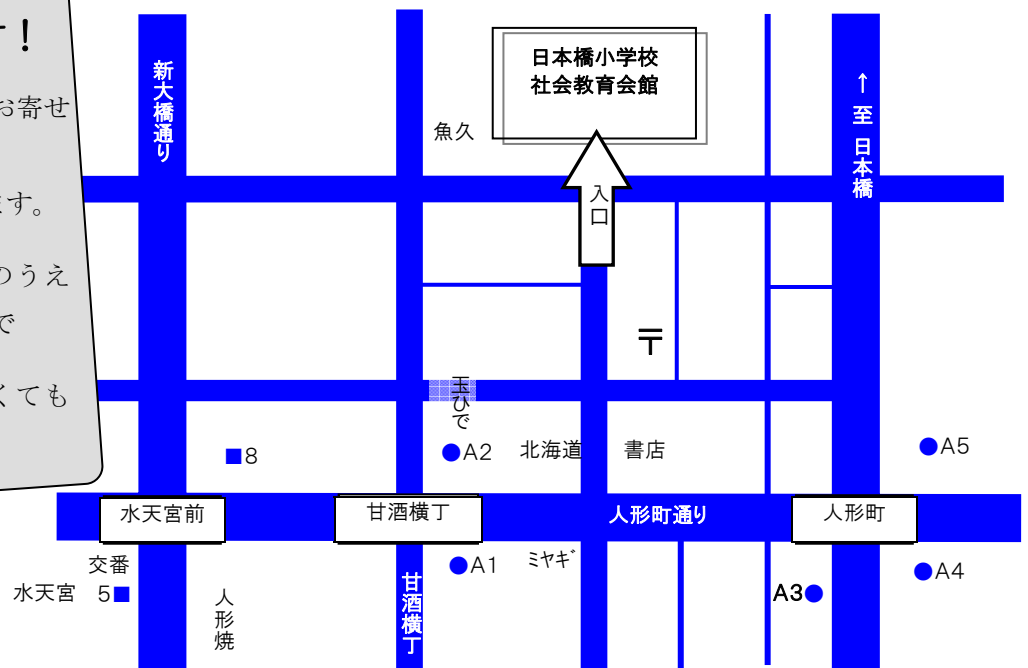 ！
お寄せ
ます。
のうえ
で
くても
新大橋通り
日本橋小学校
社会教育会館
↑至 日本橋
魚久
入口
〒
玉ひで
■8
●A2
北海道
書店
●A5
水天宮前
甘酒横丁
人形町通り
人形町
交番
水天宮 5■
人形焼
●A1
ミヤギ
甘酒横丁
A3●
●A4